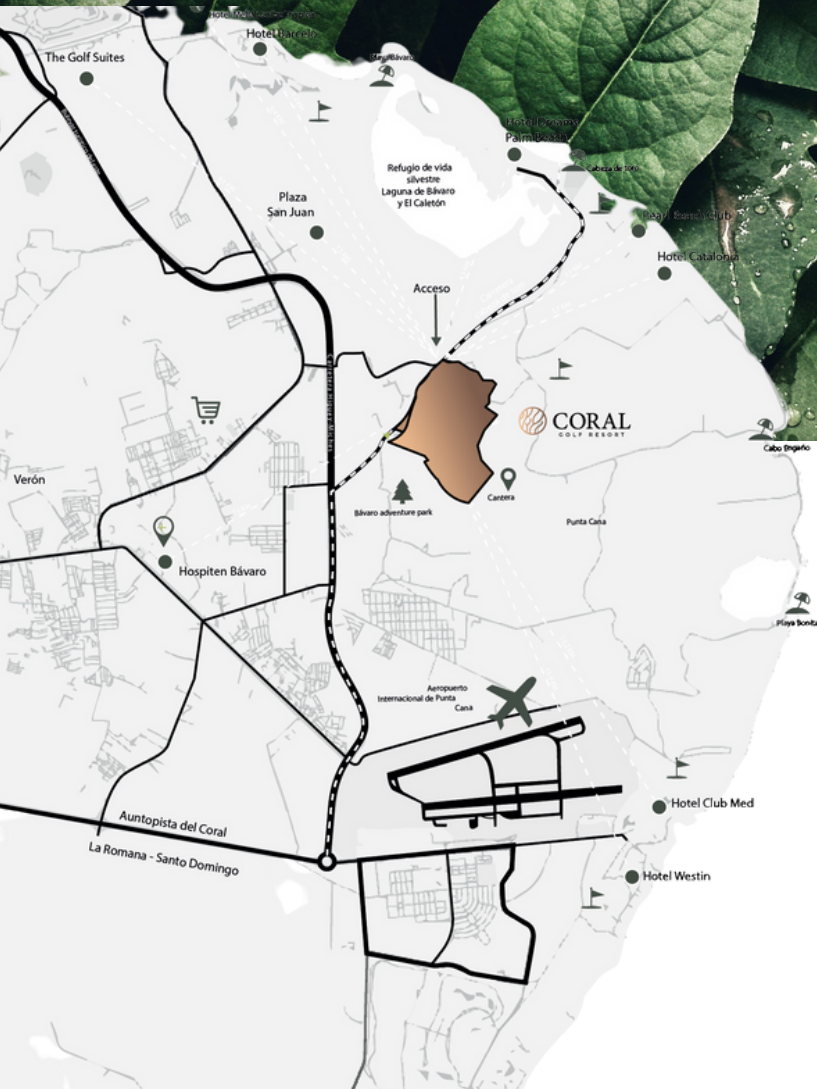 Hotel Barcelo
The Golf Suites
Playa Bávaro
Hotel Dreams
Palm Beach
Cabeza de Toro
Refugio de vida
silvestre
Laguna de Bávaro
y El Caletón
Plaza
San Juan
Pearl Beach Club
Hotel Catalonia
Acceso
CORAL
GOLF RESORT
Cabo Engaño
Verón
Cantera
Bávaro adventure park
Punta Cana
Hospiten Bávaro
Playa Bonita
Aeropuerto
Internacional de Punta
Cana
Hotel Club Med
Auntopista del Coral
La Romana - Santo Domingo
Hotel Westin